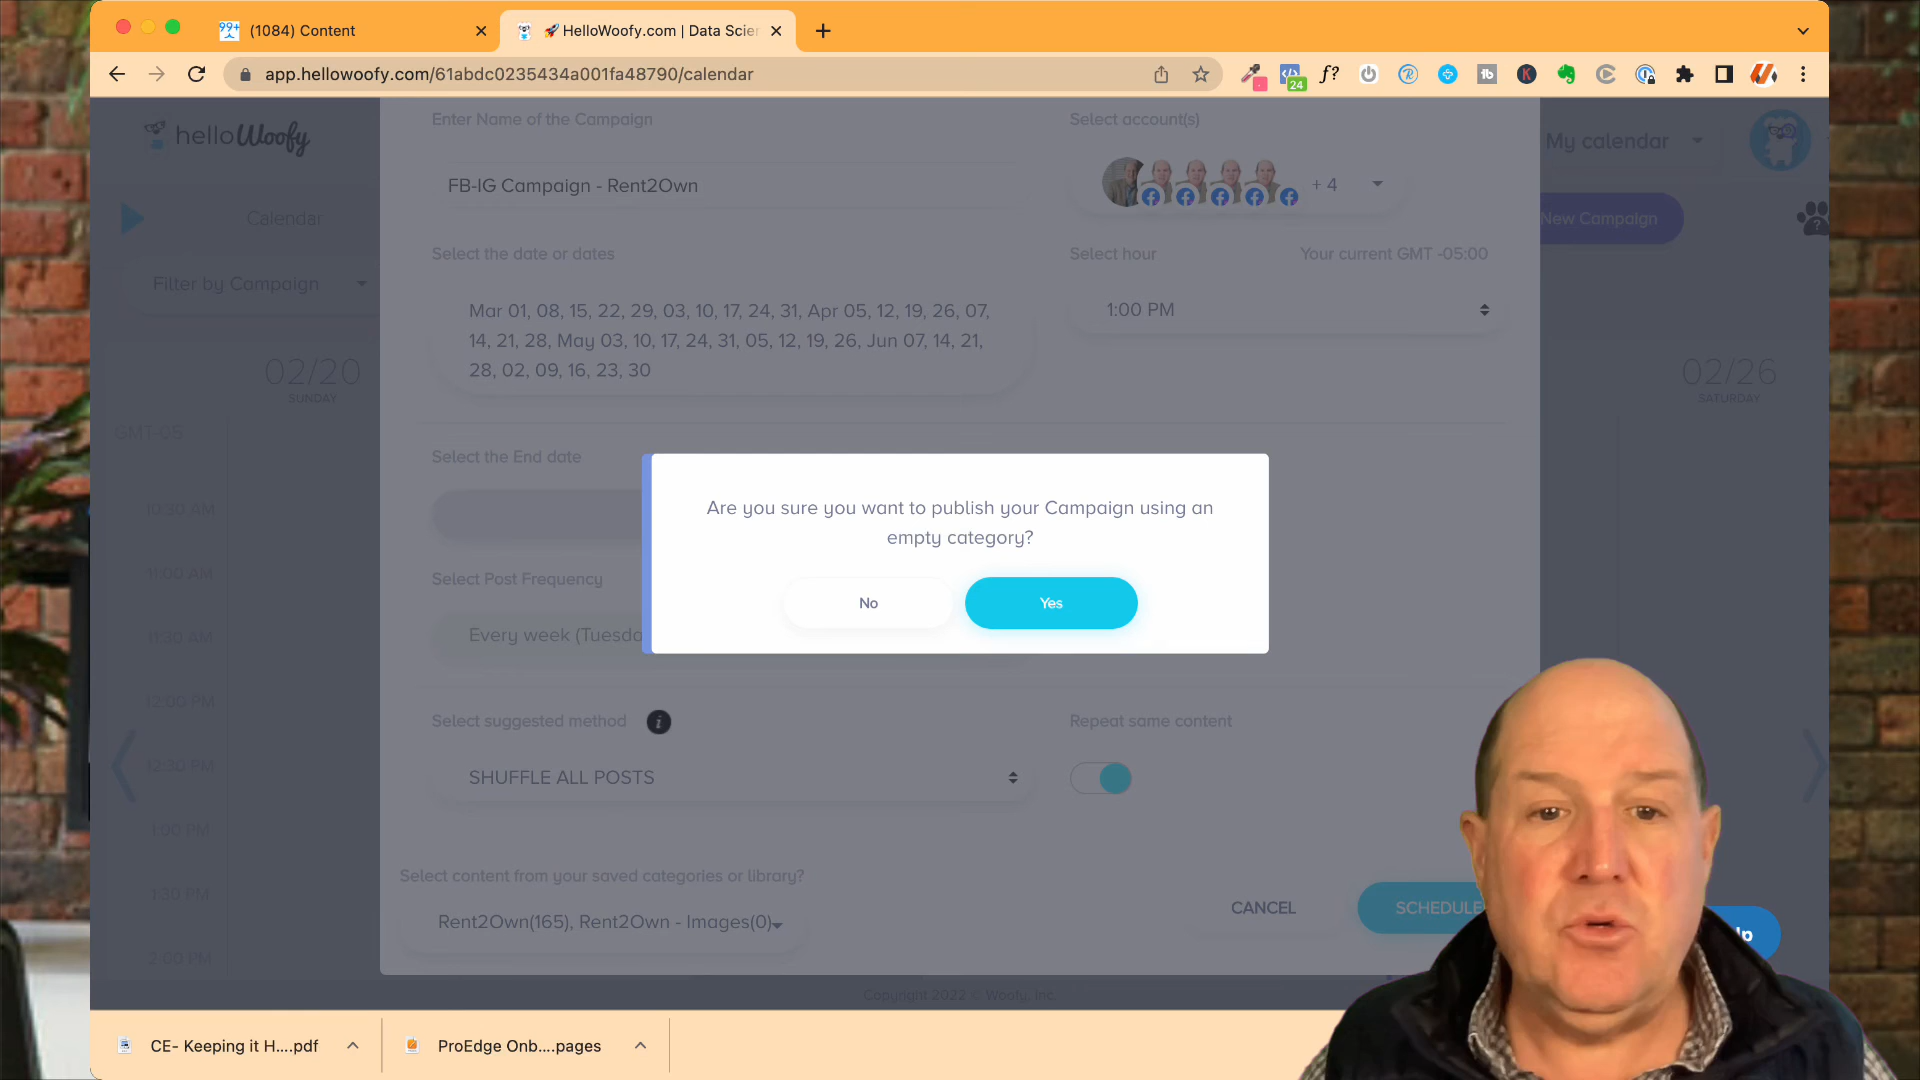 99+
(1084) Content
HelloWoofy.com | Data Scie
app.hellowoofy.com/61abdc0235434a001fa48790/calendar
f?
24
Enter Name of the Campaign
Select account(s)
helloWoofy
My calendar
FB-IG Campaign - Rent2Own
+ 4
Calendar
New Campaign
Select the date or dates
Select hour
Your current GMT -05:00
Filter by Campaign
Mar 01, 08, 15, 22, 29, 03, 10, 17, 24, 31, Apr 05, 12, 19, 26, 07,
14, 21, 28, May 03, 10, 17, 24, 31, 05, 12, 19, 26, Jun 07, 14, 21,
28, 02, 09, 16, 23, 30
1:00 PM
02/20
SUNDAY
02/26
SATURDAY
GMT-05
Select the End date
10:30 AM
Are you sure you want to publish your Campaign using an
empty category?
No
Yes
11:00 AM
Select Post Frequency
11:30 AM
Every week (Tuesda
12:00 PM
Select suggested method
i
Repeat same content
12:30 PM
SHUFFLE ALL POSTS
1:00 PM
Select content from your saved categories or library?
1:30 PM
Rent2Own(165), Rent2Own - Images(0)
CANCEL
SCHEDULE
2:00 PM
Copyright 2022 © Woofy, Inc.
CE- Keeping it H....pdf
ProEdge Onb....pages